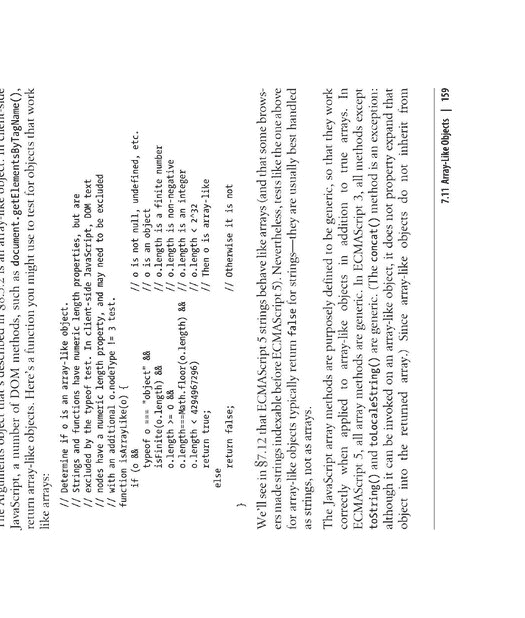 The Arguments object that's described in §8.3.2 is an array-like object. In client-side
JavaScript, a number of DOM methods, such as document.getElementsByTagName(),
return array-like objects. Here's a function you might use to test for objects that work
like arrays:
// Determine if o is an array-like object.
// Strings and functions have numeric length properties, but are
// excluded by the typeof test. In client-side JavaScript, DOM text
// nodes have a numeric length property, and may need to be excluded
// with an additional o.nodeType != 3 test.
function isArrayLike(o) {
if (o && // o is not null, undefined, etc.
typeof o === "object" && // o is an object
isFinite(o.length) && // o.length is a finite number
o.length >= 0 && // o.length is non-negative
o.length===Math.floor(o.length) && // o.length is an integer
o.length < 4294967296) // o.length < 2^32
return true; // Then o is array-like
else
return false; // Otherwise it is not
}
We'll see in §7.12 that ECMAScript 5 strings behave like arrays (and that some brows-
ers made strings indexable before ECMAScript 5). Nevertheless, tests like the one above
for array-like objects typically return false for strings—they are usually best handled
as strings, not as arrays.
The JavaScript array methods are purposely defined to be generic, so that they work
correctly when applied to array-like objects in addition to true arrays. In
ECMAScript 5, all array methods are generic. In ECMAScript 3, all methods except
toString() and toLocaleString() are generic. (The concat() method is an exception:
although it can be invoked on an array-like object, it does not property expand that
object into the returned array.) Since array-like objects do not inherit from
7.11 Array-Like Objects | 159